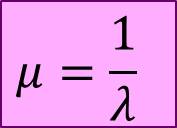 μ = 1/λ